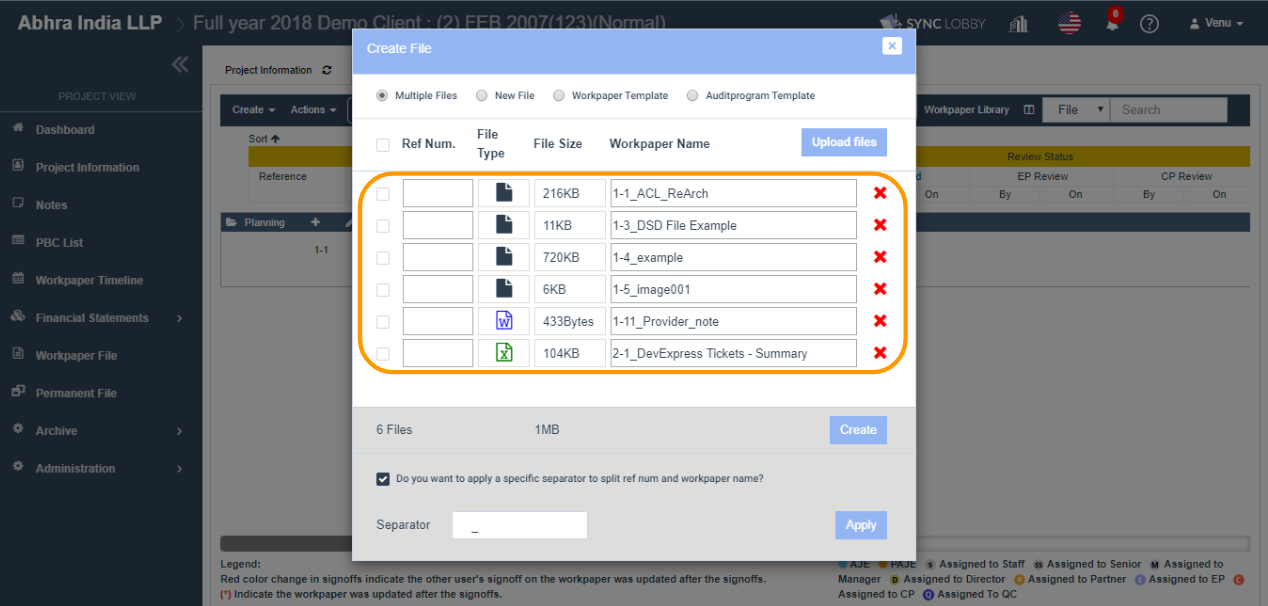 Abhra India LLP > Full year 2018 Demo Client : (2) FEB 2007(123)(Normal)
SYNC LOBBY
0
Venu
Create File
Project Information
PROJECT VIEW
Multiple Files New File Workpaper Template Auditprogram Template
Create Actions
Workpaper Library File Search
Dashboard
Sort
Ref Num. File Type File Size Workpaper Name Upload files
Review Status
Project Information
Reference
d EP Review CP Review
On By On By On
216KB 1-1_ACL_ReArch
Notes
Planning +
11KB 1-3_DSD File Example
PBC List
1-1
720KB 1-4_example
Workpaper Timeline
6KB 1-5_image001
Financial Statements
W 433Bytes 1-11_Provider_note
Workpaper File
X 104KB 2-1_DevExpress Tickets - Summary
Permanent File
Archive
6 Files 1MB Create
Administration
Do you want to apply a specific separator to split ref num and workpaper name?
Separator _ Apply
Legend:
Red color change in signoffs indicate the other user's signoff on the workpaper was updated after the signoffs.
(*) Indicate the workpaper was updated after the signoffs.
AJE PAJE S Assigned to Staff SS Assigned to Senior M Assigned to
Manager D Assigned to Director P Assigned to Partner E Assigned to EP C
Assigned to CP Q Assigned To QC